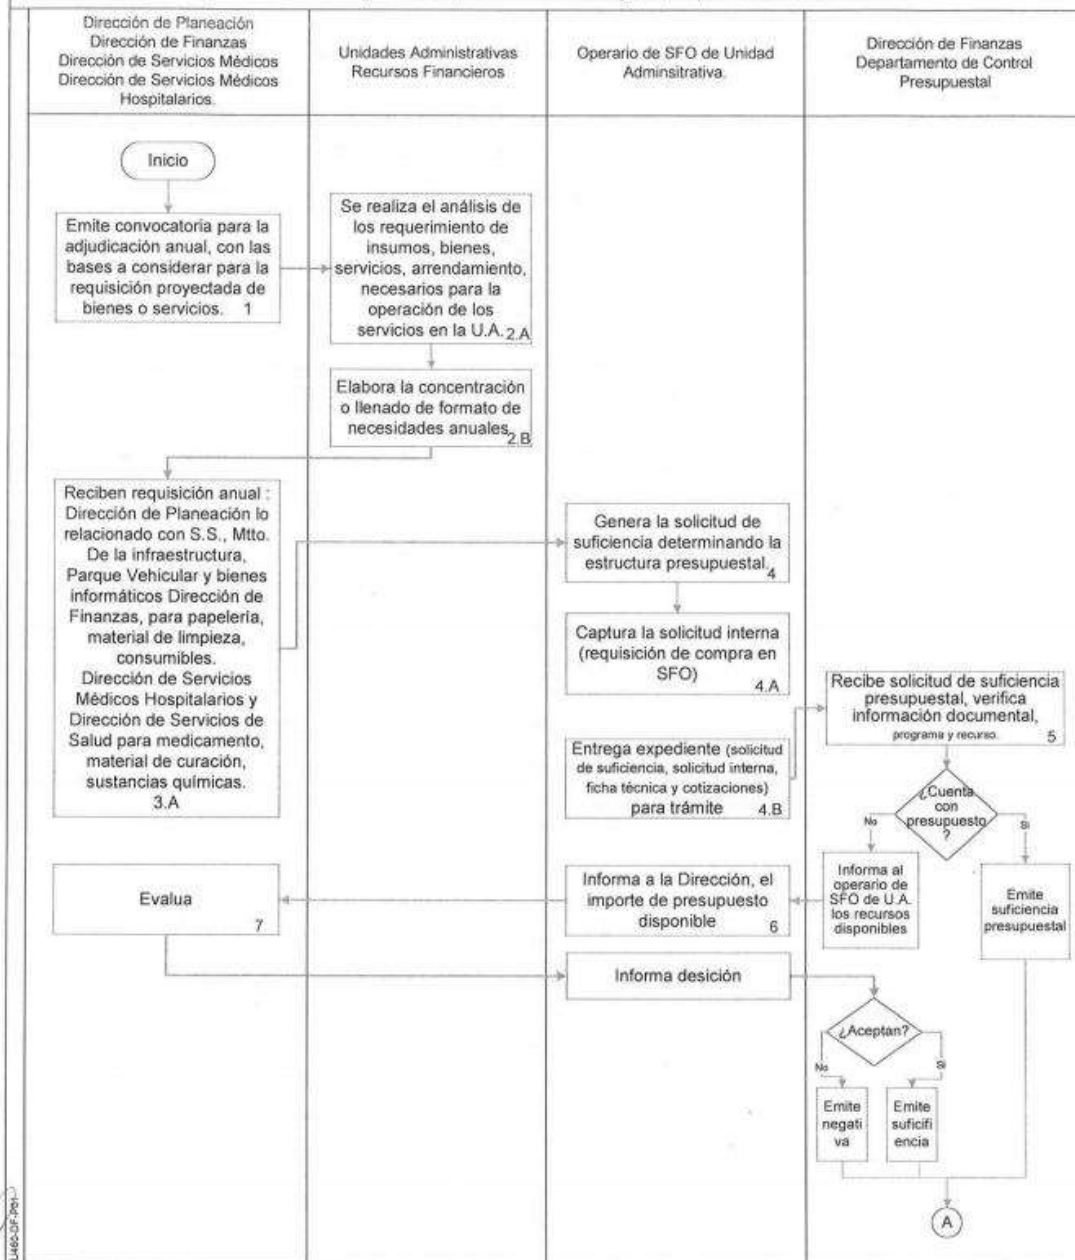 Dirección de Planeación
Dirección de Finanzas
Dirección de Servicios Médicos
Dirección de Servicios Médicos
Hospitalarios.
Unidades Administrativas
Recursos Financieros
Operario de SFO de Unidad
Adminsitrativa.
Dirección de Finanzas
Departamento de Control
Presupuestal
Inicio
Emite convocatoria para la
adjudicación anual, con las
bases a considerar para la
requisición proyectada de
bienes o servicios. 1
Se realiza el análisis de
los requerimiento de
insumos, bienes,
servicios, arrendamiento,
necesarios para la
operación de los
servicios en la U.A. 2.A
Elabora la concentración
o llenado de formato de
necesidades anuales
2.B
Reciben requisición anual :
Dirección de Planeación lo
relacionado con S.S., Mtto.
De la infraestructura,
Parque Vehicular y bienes
informáticos Dirección de
Finanzas, para papelería,
material de limpieza,
consumibles.
Dirección de Servicios
Médicos Hospitalarios y
Dirección de Servicios de
Salud para medicamento,
material de curación,
sustancias químicas.
3.A
Genera la solicitud de
suficiencia determinando la
estructura presupuestal. 4
Captura la solicitud interna
(requisición de compra en
SFO)
4.A
Entrega expediente (solicitud
de suficiencia, solicitud interna,
ficha técnica y cotizaciones)
para trámite 4.B
Recibe solicitud de suficiencia
presupuestal, verifica
información documental,
programa y recurso. 5
¿Cuenta
con
presupuesto
?
No
Si
Informa al
operario de
SFO de U.A.
los recursos
disponibles
Emite
suficiencia
presupuestal
Informa a la Dirección, el
importe de presupuesto
disponible 6
Evalua
7
Informa desición
¿Aceptan?
No
Si
Emite
negati
va
Emite
suficifi
encia
A
U460-DF-P01